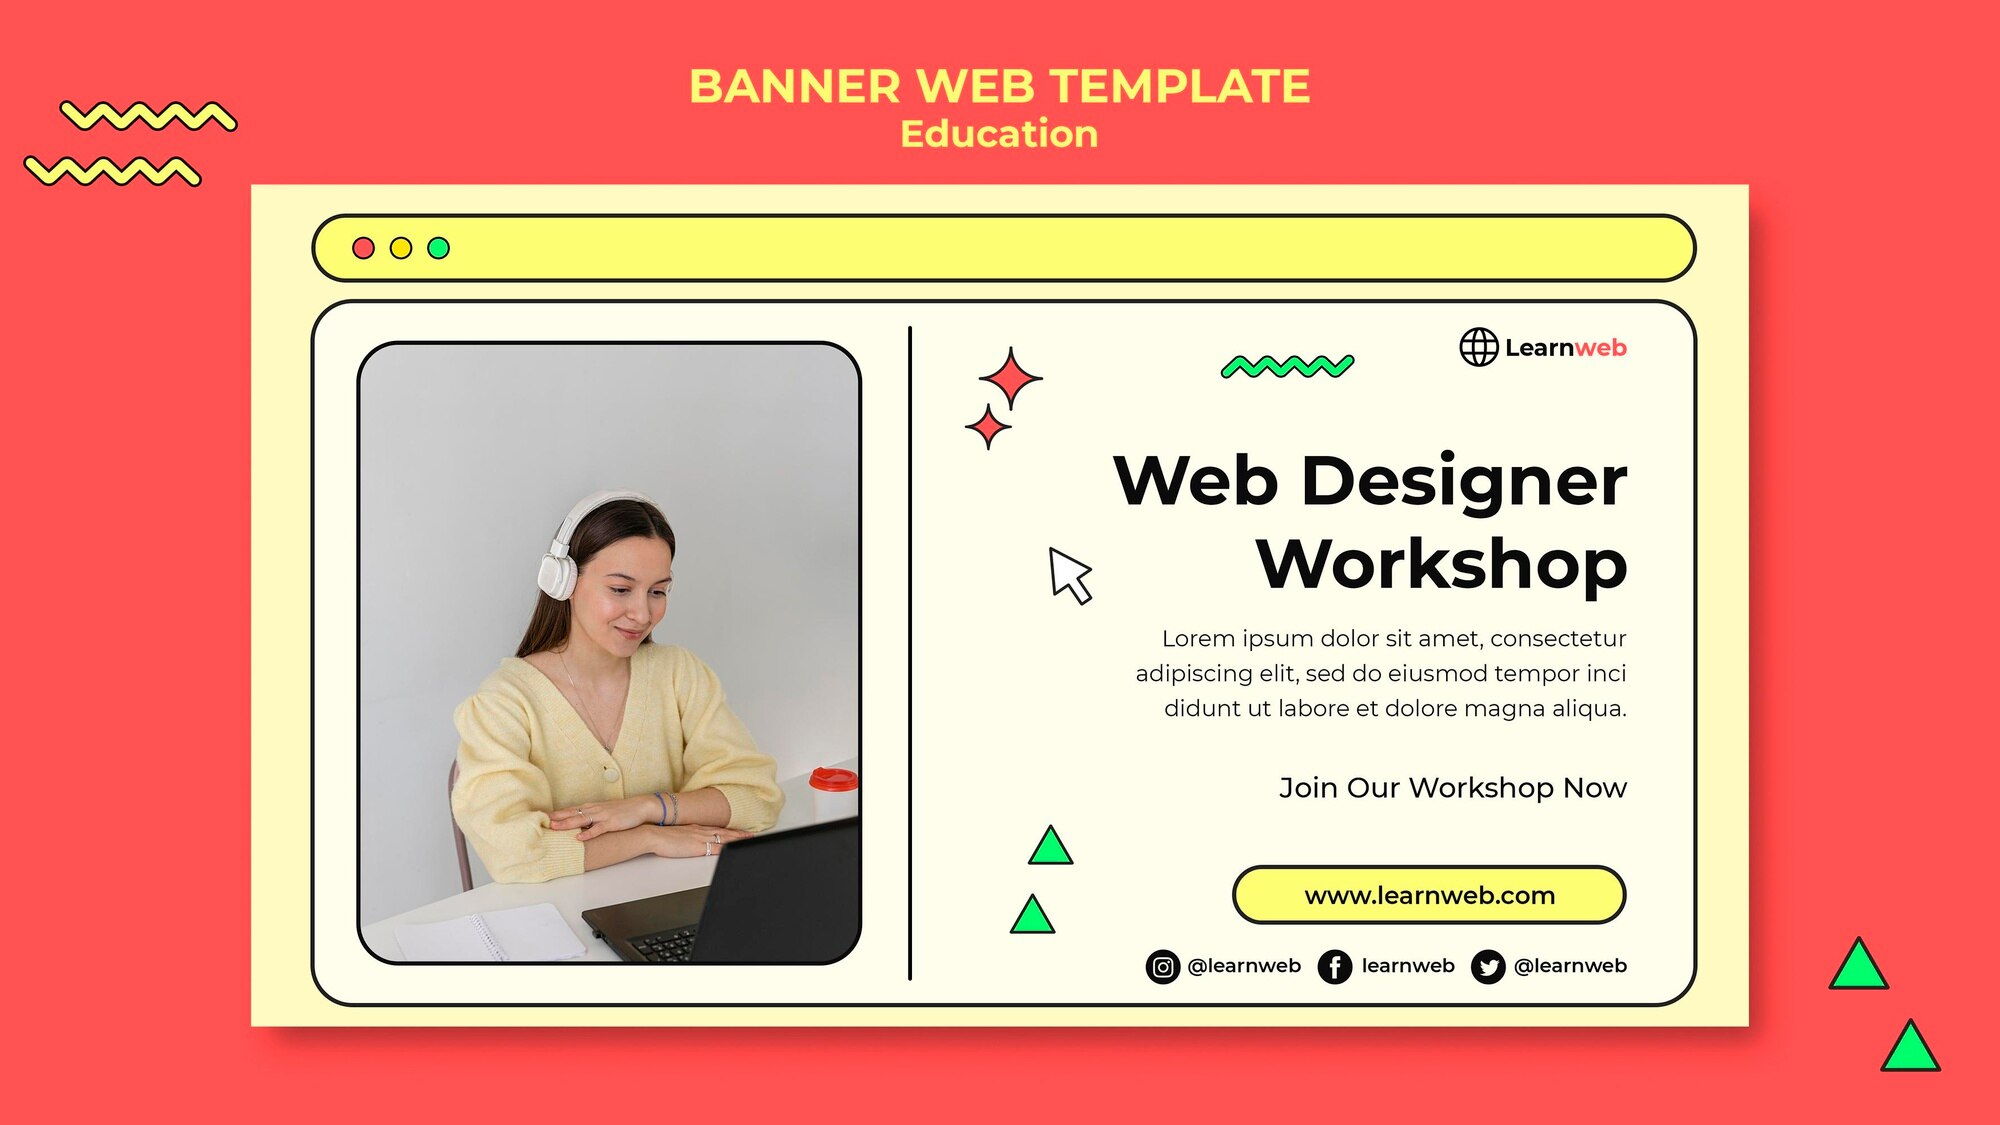 BANNER WEB TEMPLATE
Education
Learnweb
Web Designer
Workshop
Lorem ipsum dolor sit amet, consectetur
adipiscing elit, sed do eiusmod tempor inci
didunt ut labore et dolore magna aliqua.
Join Our Workshop Now
www.learnweb.com
@learnweb learnweb @learnweb